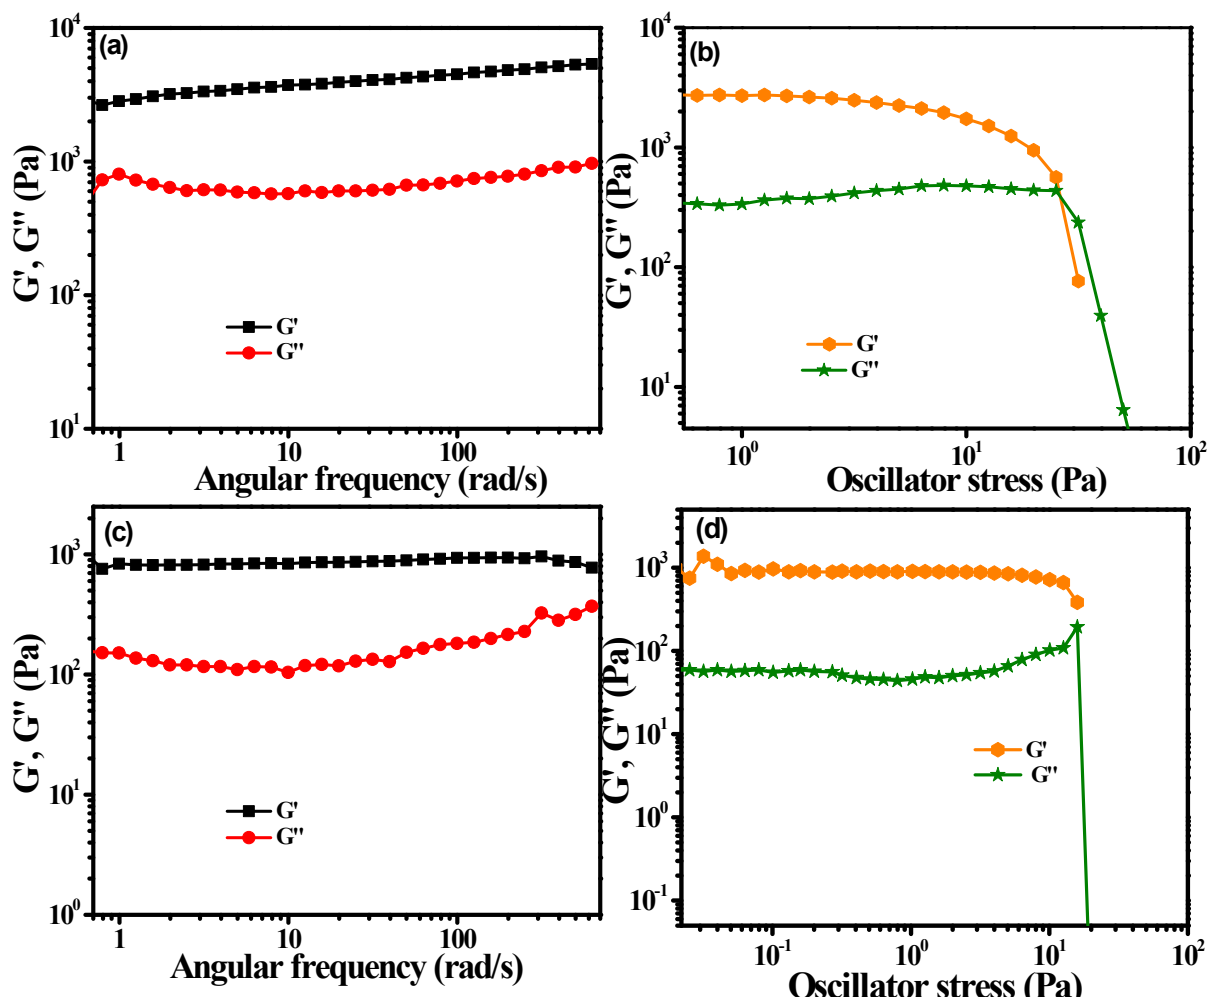 (a)
10⁴
10³
10²
10¹
G', G'' (Pa)
G'
G''
1
10
100
Angular frequency (rad/s)
(b)
10⁴
10³
10²
10¹
G', G'' (Pa)
G'
G''
10⁰
10¹
10²
Oscillator stress (Pa)
(c)
10³
10²
10¹
10⁰
G', G'' (Pa)
G'
G''
1
10
100
Angular frequency (rad/s)
(d)
10³
10²
10¹
10⁰
10⁻¹
G', G'' (Pa)
G'
G''
10⁻¹
10⁰
10¹
10²
Oscillator stress (Pa)